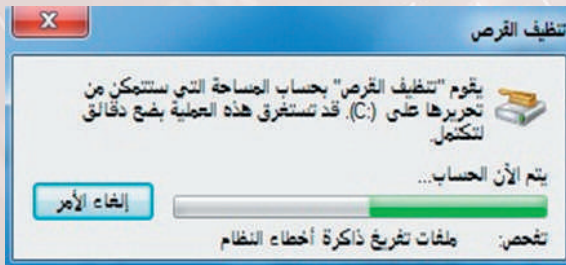 تنظيف القرص
يقوم "تنظيف القرص" بحساب المساحة التي ستتمكن من
تحريرها على (C:). قد تستغرق هذه العملية بضع دقائق
لتكتمل.
يتم الآن الحساب...
إلغاء الأمر
تفحص: ملفات تفريغ ذاكرة أخطاء النظام